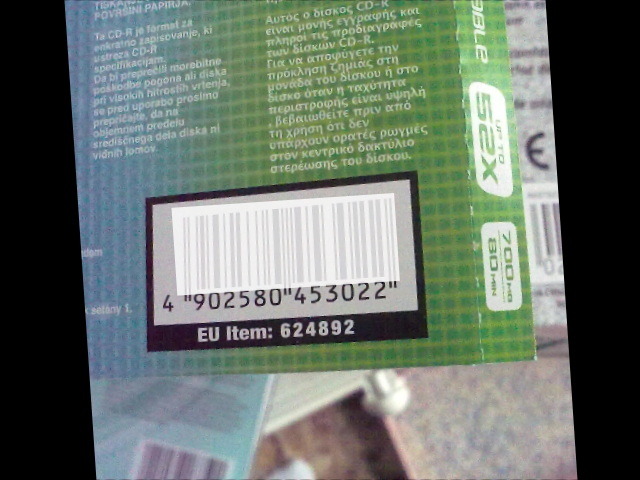 POVRŠINI PAPIRJA.
Ta CD-R je format za
enkratno zapisovanje, ki
ustreza CD-R
specifikacijam.
Da bi preprečili morebitne
poškodbe pogona ali diska
pri visokih hitrostih vrtenja,
se pred uporabo prosimo
prepričajte, da na
objemnem predelu
središčnega dela diska ni
vidnih lomov.
Αυτος ο δίσκος CD-R
είναι μονής εγγραφής και
πληροί τις προδιαγραφές
των δίσκων CD-R.
Για να αποφύγετε την
πρόκληση ζημιάς στη
μονάδα του δίσκου ή στο
δίσκο όταν η ταχύτητα
περιστροφής είναι υψηλή
, βεβαιωθείτε πριν από
τη χρήση ότι δεν
υπάρχουν ορατές ρωγμές
στον κεντρικό δακτύλιο
στερέωσης του δίσκου.
UP TO
52X
700MB
80MIN
CE
4 "902580"453022"
EU Item: 624892